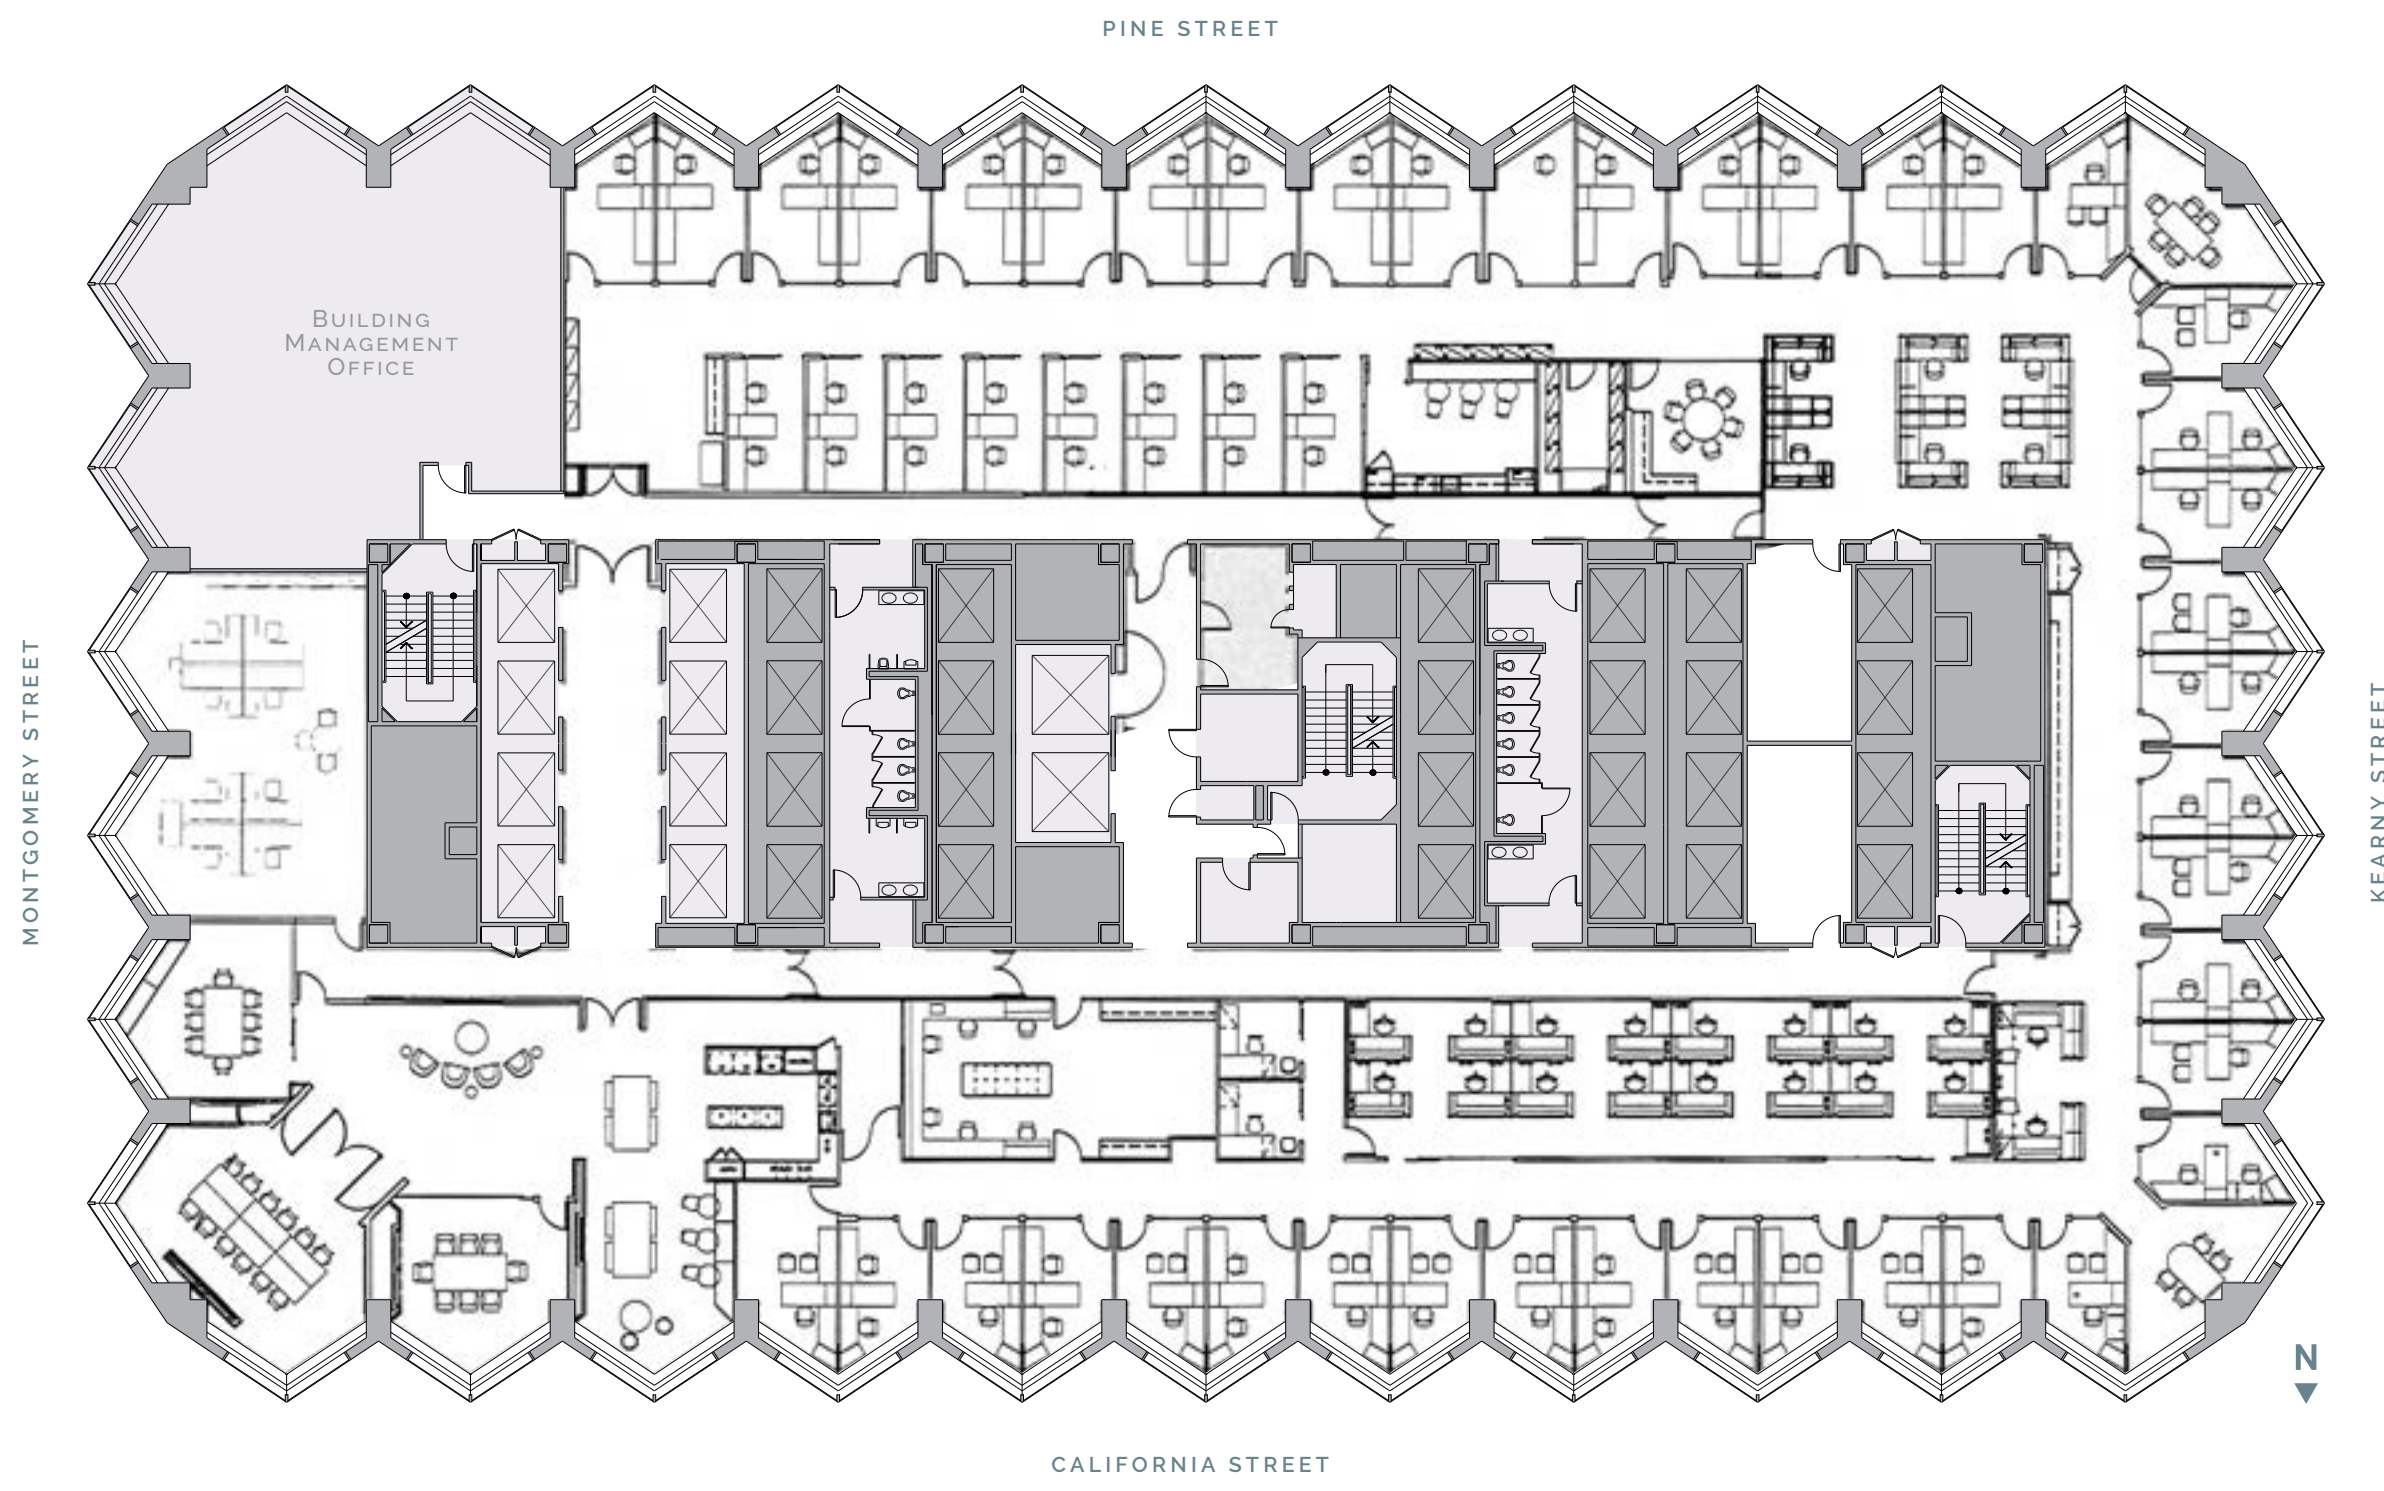 PINE STREET
BUILDING
MANAGEMENT
OFFICE
MONTGOMERY STREET
KEARNY STREET
N
CALIFORNIA STREET